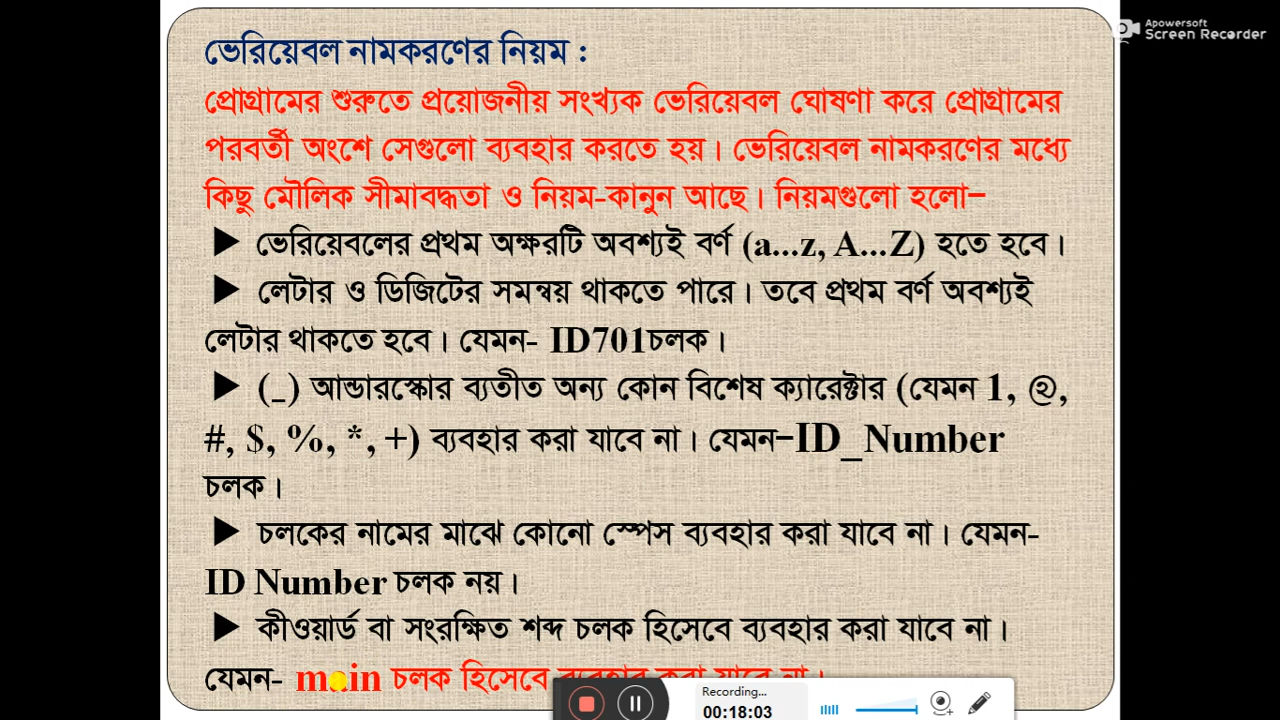 Apowersoft
Screen Recorder
ভেরিয়েবল নামকরণের নিয়ম :
প্রোগ্রামের শুরুতে প্রয়োজনীয় সংখ্যক ভেরিয়েবল ঘোষণা করে প্রোগ্রামের
পরবর্তী অংশে সেগুলো ব্যবহার করতে হয়। ভেরিয়েবল নামকরণের মধ্যে
কিছু মৌলিক সীমাবদ্ধতা ও নিয়ম-কানুন আছে। নিয়মগুলো হলো–
▶ ভেরিয়েবলের প্রথম অক্ষরটি অবশ্যই বর্ণ (a...z, A...Z) হতে হবে।
▶ লেটার ও ডিজিটের সমন্বয় থাকতে পারে। তবে প্রথম বর্ণ অবশ্যই
লেটার থাকতে হবে। যেমন- ID701চলক।
▶ (_) আন্ডারস্কোর ব্যতীত অন্য কোন বিশেষ ক্যারেক্টার (যেমন 1, @,
#, $, %, *, +) ব্যবহার করা যাবে না। যেমন–ID_Number
চলক।
▶ চলকের নামের মাঝে কোনো স্পেস ব্যবহার করা যাবে না। যেমন-
ID Number চলক নয়।
▶ কীওয়ার্ড বা সংরক্ষিত শব্দ চলক হিসেবে ব্যবহার করা যাবে না।
যেমন- main চলক হিসেবে ব্যবহার করা যাবে না।
Recording...
00:18:03